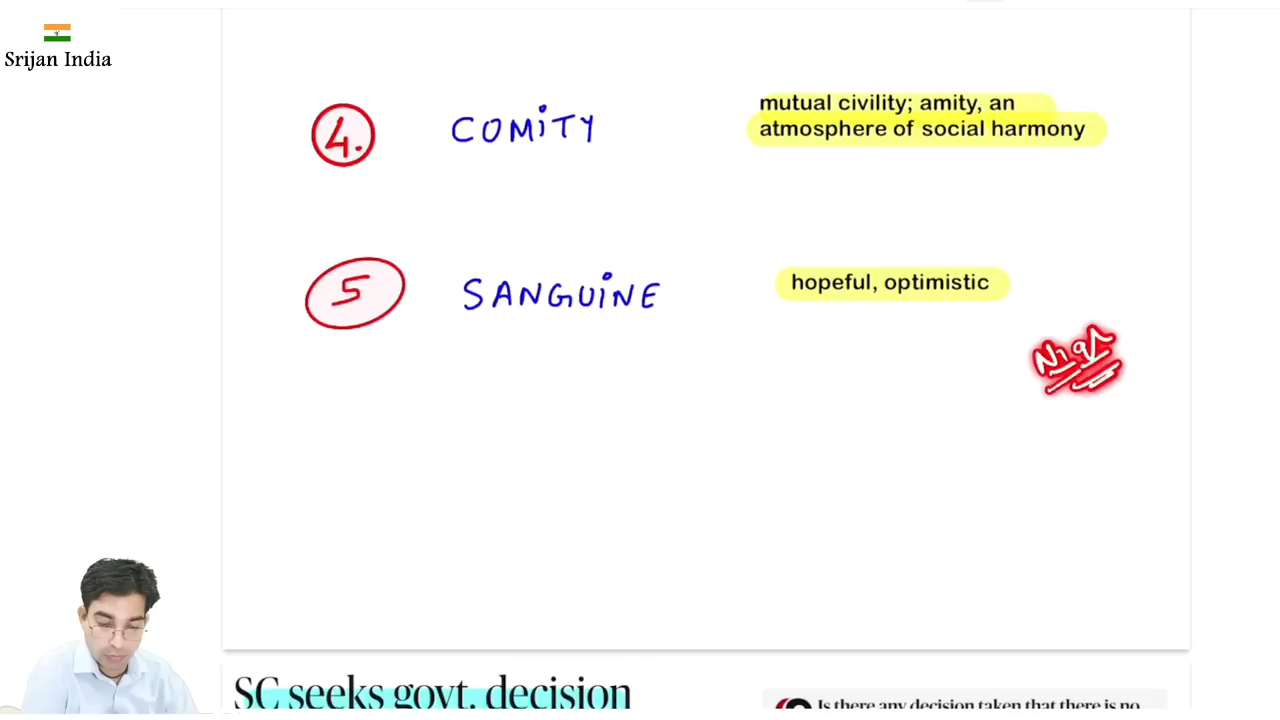 Srijan India
4.
COMITY
mutual civility; amity, an
atmosphere of social harmony
5
SANGUINE
hopeful, optimistic
SC seeks govt. decision
Is there any decision taken that there is no